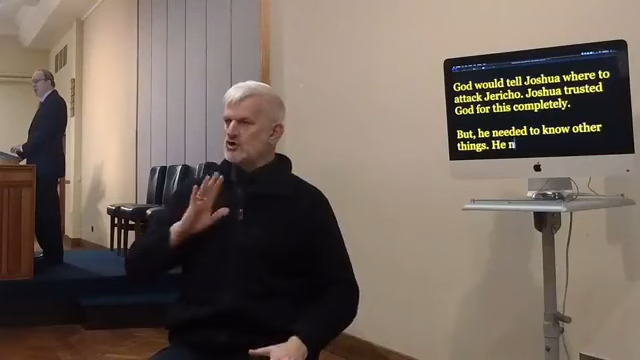 God would tell Joshua where to
attack Jericho. Joshua trusted
God for this completely.
But, he needed to know other
things. He n